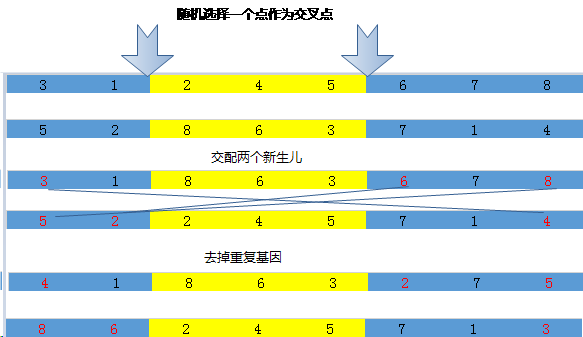 随机选择一个点作为交叉点
3 1 2 4 5 6 7 8
5 2 8 6 3 7 1 4
交配两个新生儿
3 1 8 6 3 6 7 8
5 2 2 4 5 7 1 4
去掉重复基因
4 1 8 6 3 2 7 5
8 6 2 4 5 7 1 3